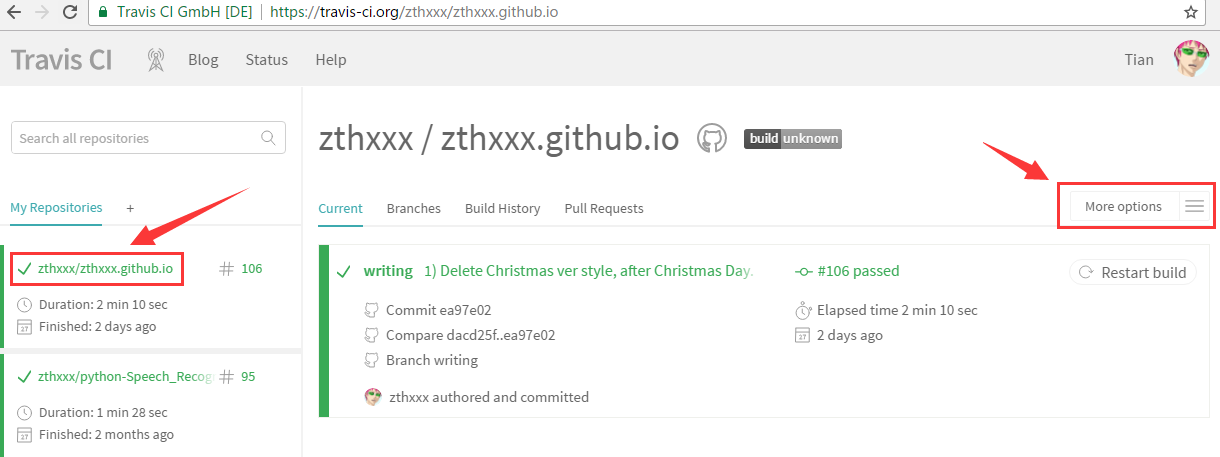 Travis CI GmbH [DE] https://travis-ci.org/zthxxx/zthxxx.github.io
Travis CI Blog Status Help Tian
Search all repositories
My Repositories +
zthxxx/zthxxx.github.io # 106
Duration: 2 min 10 sec
27 Finished: 2 days ago
zthxxx/python-Speech_Recog # 95
Duration: 1 min 28 sec
27 Finished: 2 months ago
zthxxx / zthxxx.github.io build unknown
Current Branches Build History Pull Requests More options
writing 1) Delete Christmas ver style, after Christmas Day. #106 passed Restart build
Commit ea97e02 Elapsed time 2 min 10 sec
Compare dacd25f..ea97e02 27 2 days ago
Branch writing
zthxxx authored and committed